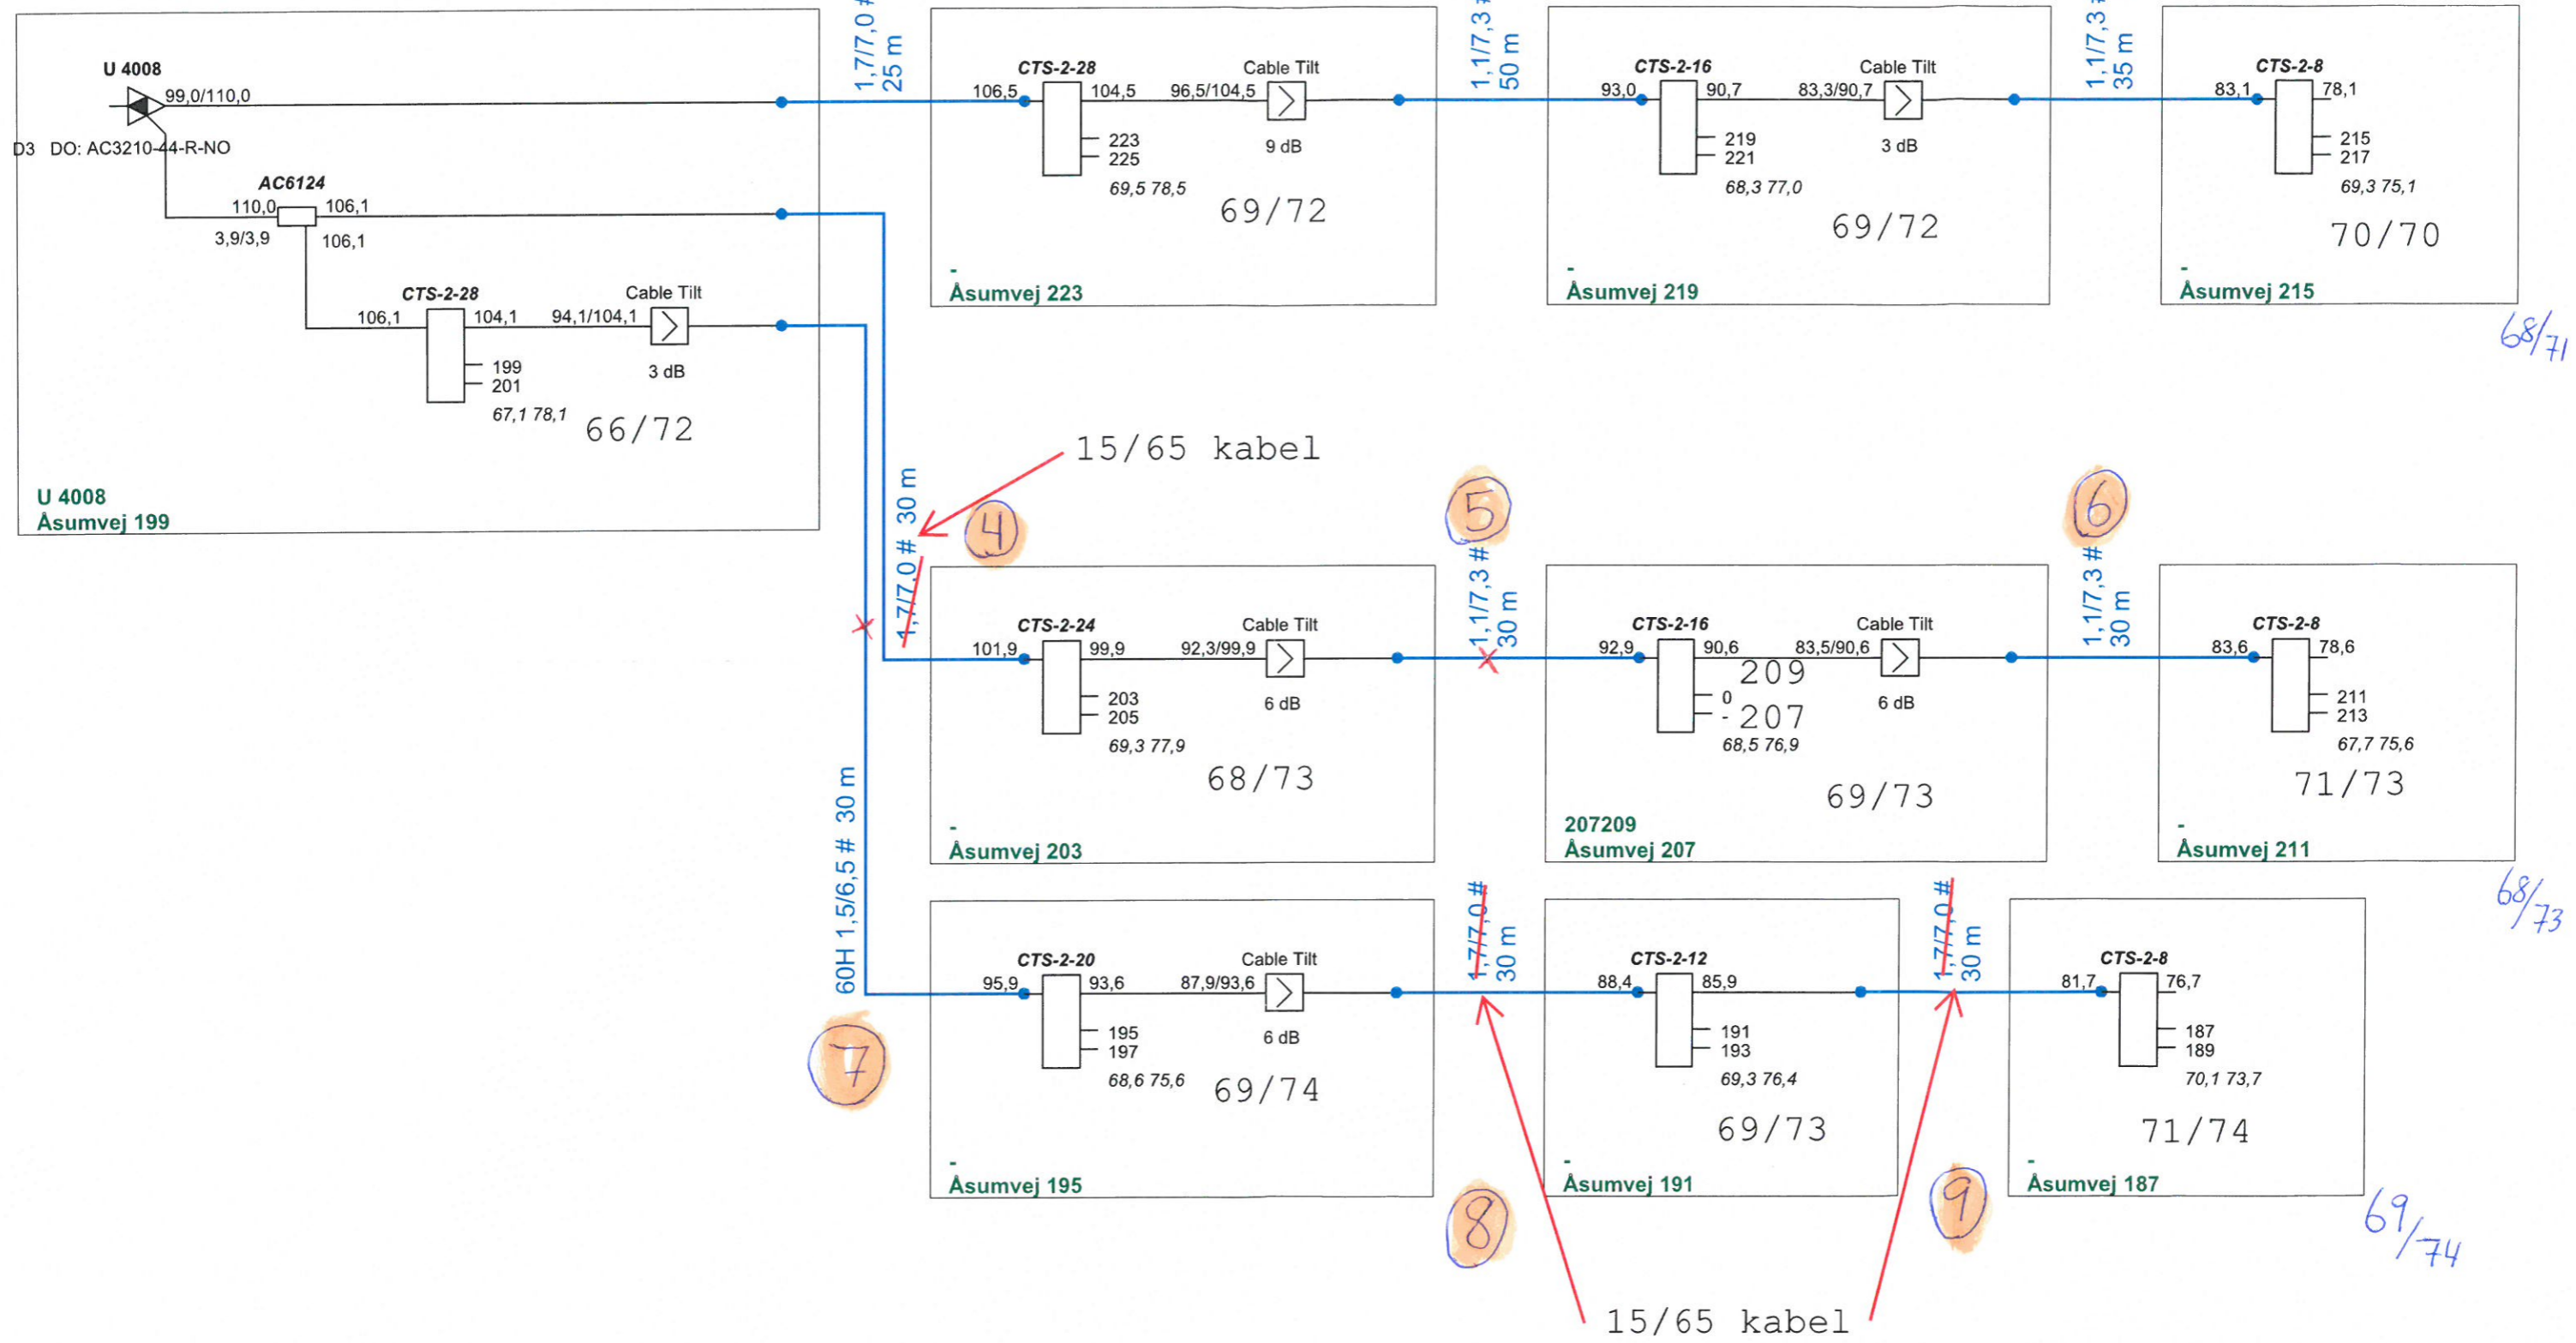 U 4008
99,0/110,0
D3 DO: AC3210-44-R-NO
AC6124
110,0
106,1
3,9/3,9
106,1
CTS-2-28
106,1
104,1
94,1/104,1
Cable Tilt
3 dB
199
201
67,1 78,1
66/72
U 4008
Åsumvej 199
1,7/7,0 #
25 m
CTS-2-28
106,5
104,5
96,5/104,5
Cable Tilt
9 dB
223
225
69,5 78,5
69/72
-
Åsumvej 223
1,1/7,3 #
50 m
CTS-2-16
93,0
90,7
83,3/90,7
Cable Tilt
3 dB
219
221
68,3 77,0
69/72
-
Åsumvej 219
1,1/7,3 #
35 m
CTS-2-8
83,1
78,1
215
217
69,3 75,1
70/70
-
Åsumvej 215
68/71
15/65 kabel
1,7/7,0 # 30 m
4
CTS-2-24
101,9
99,9
92,3/99,9
Cable Tilt
6 dB
203
205
69,3 77,9
68/73
-
Åsumvej 203
5
1,1/7,3 #
30 m
CTS-2-16
92,9
90,6
83,5/90,6
Cable Tilt
6 dB
209
0
- 207
68,5 76,9
69/73
207209
Åsumvej 207
6
1,1/7,3 #
30 m
CTS-2-8
83,6
78,6
211
213
67,7 75,6
71/73
-
Åsumvej 211
68/73
60H 1,5/6,5 # 30 m
7
CTS-2-20
95,9
93,6
87,9/93,6
Cable Tilt
6 dB
195
197
68,6 75,6
69/74
-
Åsumvej 195
1,7/7,0 #
30 m
8
CTS-2-12
88,4
85,9
191
193
69,3 76,4
69/73
-
Åsumvej 191
1,7/7,0 #
30 m
9
CTS-2-8
81,7
76,7
187
189
70,1 73,7
71/74
-
Åsumvej 187
69/74
15/65 kabel